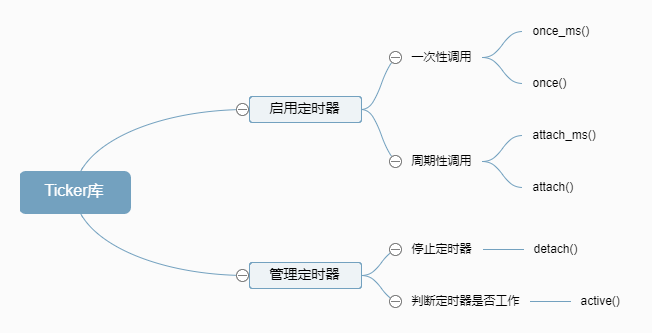 Ticker库
启用定时器
一次性调用
once_ms()
once()
周期性调用
attach_ms()
attach()
管理定时器
停止定时器
detach()
判断定时器是否工作
active()